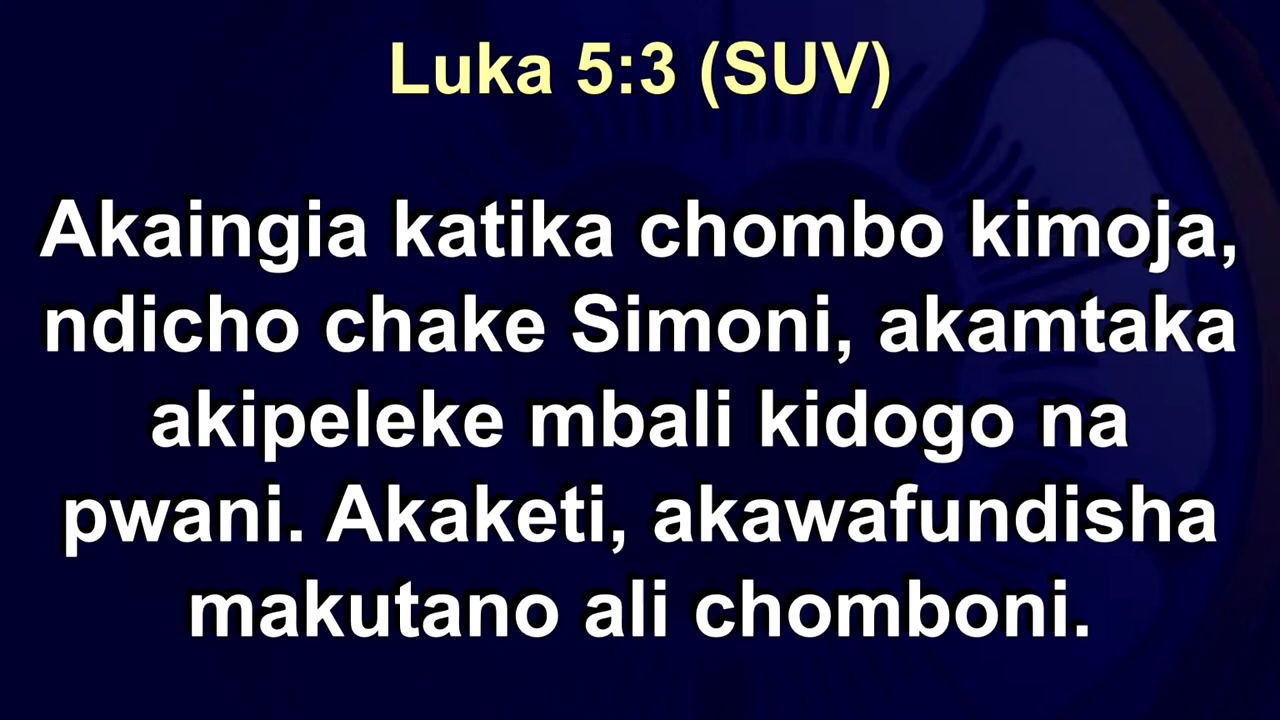 Luka 5:3 (SUV)
Akaingia katika chombo kimoja,
ndicho chake Simoni, akamtaka
akipeleke mbali kidogo na
pwani. Akaketi, akawafundisha
makutano ali chomboni.